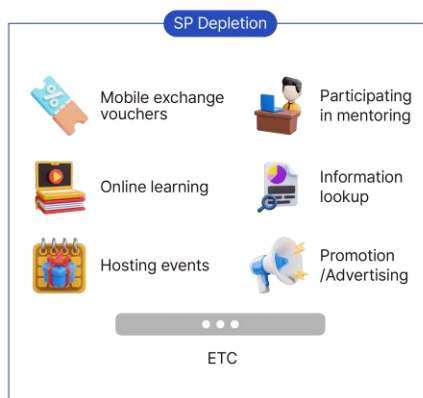 SP Depletion
Mobile exchange
vouchers
Participating
in mentoring
Online learning
Information
lookup
Hosting events
Promotion
/Advertising
ETC